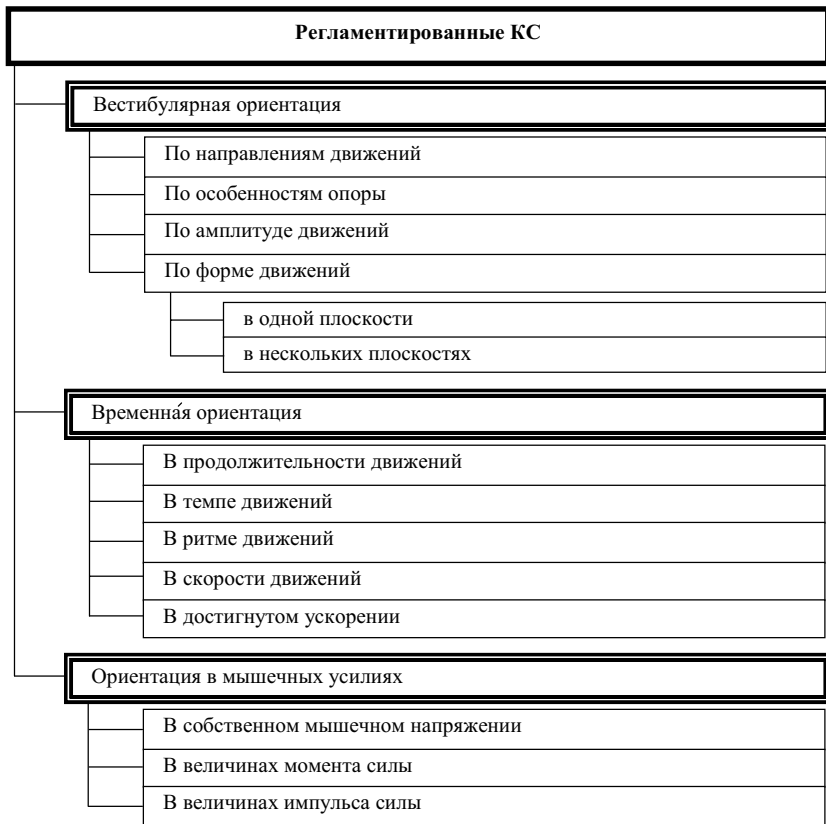 Регламентированные КС
Вестибулярная ориентация
По направлениям движений
По особенностям опоры
По амплитуде движений
По форме движений
в одной плоскости
в нескольких плоскостях
Временна́я ориентация
В продолжительности движений
В темпе движений
В ритме движений
В скорости движений
В достигнутом ускорении
Ориентация в мышечных усилиях
В собственном мышечном напряжении
В величинах момента силы
В величинах импульса силы